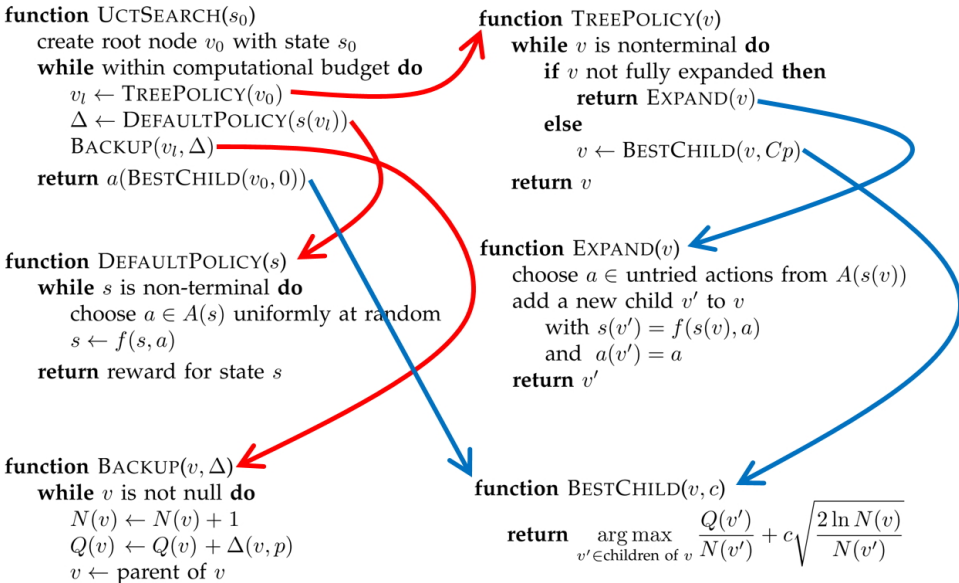 function UCTSEARCH(s₀)
create root node v₀ with state s₀
while within computational budget do
v_l ← TREEPOLICY(v₀)
Δ ← DEFAULTPOLICY(s(v_l))
BACKUP(v_l, Δ)
return a(BESTCHILD(v₀, 0))
function DEFAULTPOLICY(s)
while s is non-terminal do
choose a ∈ A(s) uniformly at random
s ← f(s, a)
return reward for state s
function BACKUP(v, Δ)
while v is not null do
N(v) ← N(v) + 1
Q(v) ← Q(v) + Δ(v, p)
v ← parent of v
function TREEPOLICY(v)
while v is nonterminal do
if v not fully expanded then
return EXPAND(v)
else
v ← BESTCHILD(v, Cp)
return v
function EXPAND(v)
choose a ∈ untried actions from A(s(v))
add a new child v′ to v
with s(v′) = f(s(v), a)
and a(v′) = a
return v′
function BESTCHILD(v, c)
return arg max v′∈children of v Q(v′)/N(v′) + c√(2 ln N(v)/N(v′))